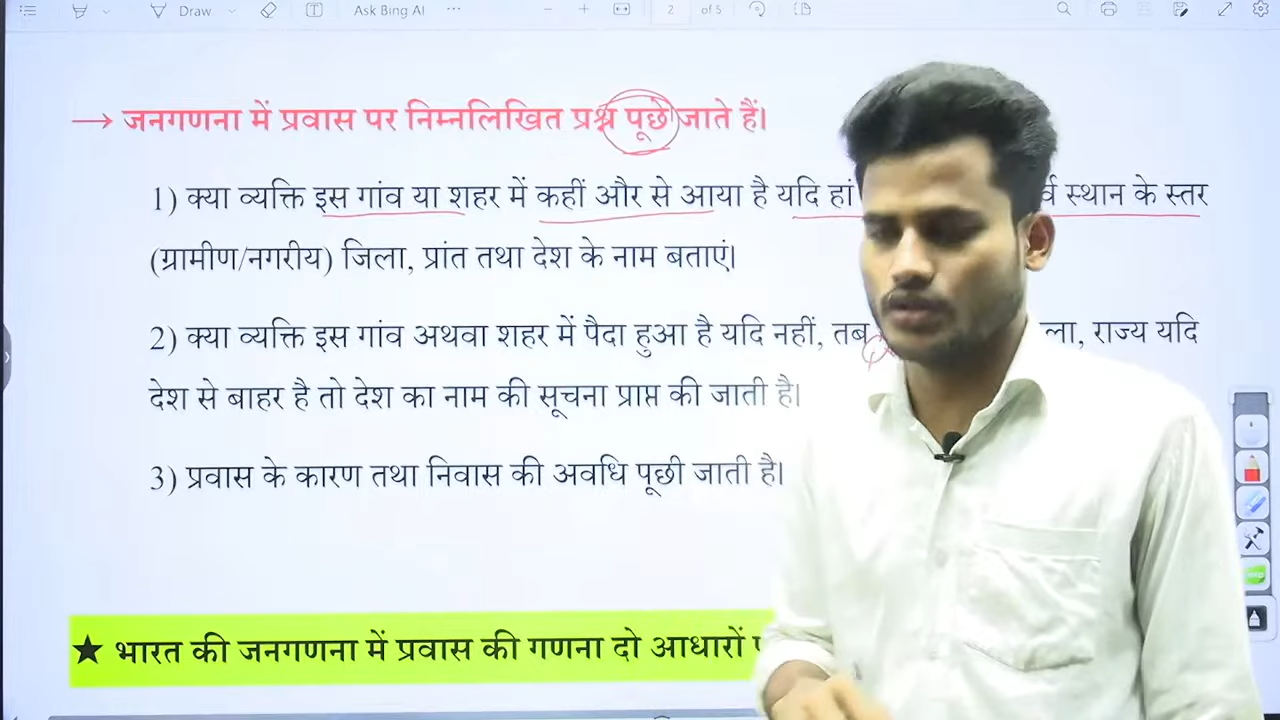 Draw
Ask Bing AI
2 of 5
→ जनगणना में प्रवास पर निम्नलिखित प्रश्न पूछे जाते हैं।
1) क्या व्यक्ति इस गांव या शहर में कहीं और से आया है यदि हां स्थान के स्तर
(ग्रामीण/नगरीय) जिला, प्रांत तथा देश के नाम बताएं।
2) क्या व्यक्ति इस गांव अथवा शहर में पैदा हुआ है यदि नहीं, तब राज्य यदि
देश से बाहर है तो देश का नाम की सूचना प्राप्त की जाती है।
3) प्रवास के कारण तथा निवास की अवधि पूछी जाती है।
★ भारत की जनगणना में प्रवास की गणना दो आधारों